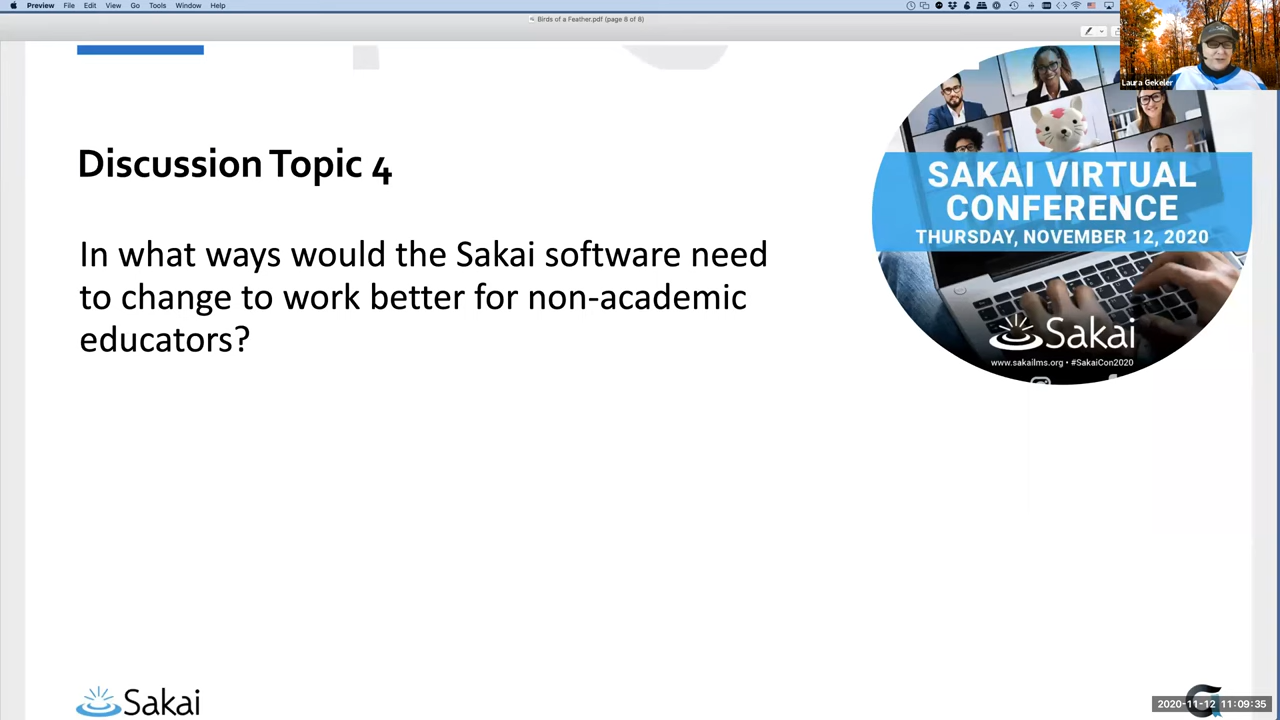 Preview File Edit View Go Tools Window Help
Birds of a Feather.pdf (page 6 of 8)
Laura Gekeler
Discussion Topic 4
In what ways would the Sakai software need
to change to work better for non-academic
educators?
SAKAI VIRTUAL
CONFERENCE
THURSDAY, NOVEMBER 12, 2020
Sakai
www.sakailms.org • #SakaiCon2020
Sakai
2020-11-12 11:09:35